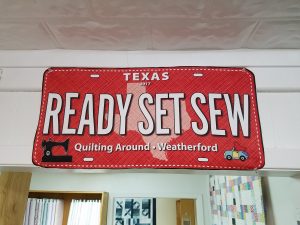 TEXAS
2017
READY SET SEW
Quilting Around • Weatherford